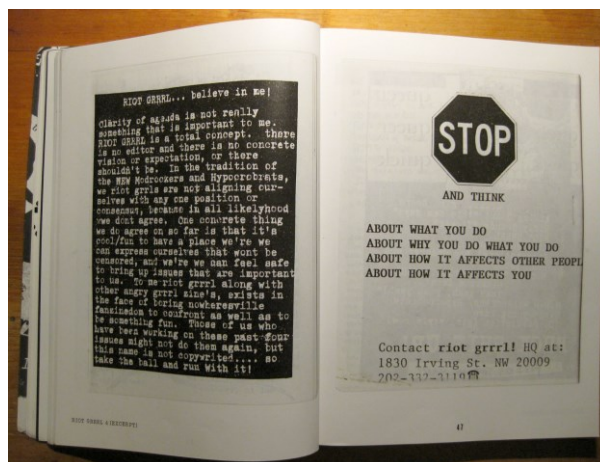 RIOT GRRRL... believe in me!
Clarity of agenda is not really
something that is important to me.
RIOT GRRRL is a total concept. there
is no editor and there is no concrete
vision or expectation, or there
shouldn't be. In the tradition of
the NEW Modroczers and Hypocrobrats,
we riot grrls are not aligning our-
selves with any one position or
consensus, because in all likelyhood
we dont agree. One concrete thing
we do agree on so far is that it's
cool/fun to have a place we're we
can express ourselves that wont be
cencored, and we're we can feel safe
to bring up issues that are important
to us. To me riot grrrl along with
other angry grrrl zine's, exists in
the face of boring nowheresville
fanzinedom to confront as well as to
be something fun. Those of us who
have been working on these past four
issues might not do them again, but
this name is not copywrited.... so
take the ball and run with it!
RIOT GRRRL 4 (EXCERPT)
STOP
AND THINK
ABOUT WHAT YOU DO
ABOUT WHY YOU DO WHAT YOU DO
ABOUT HOW IT AFFECTS OTHER PEOPL
ABOUT HOW IT AFFECTS YOU
Contact riot grrrl! HQ at:
1830 Irving St. NW 20009
202-332-3110
47